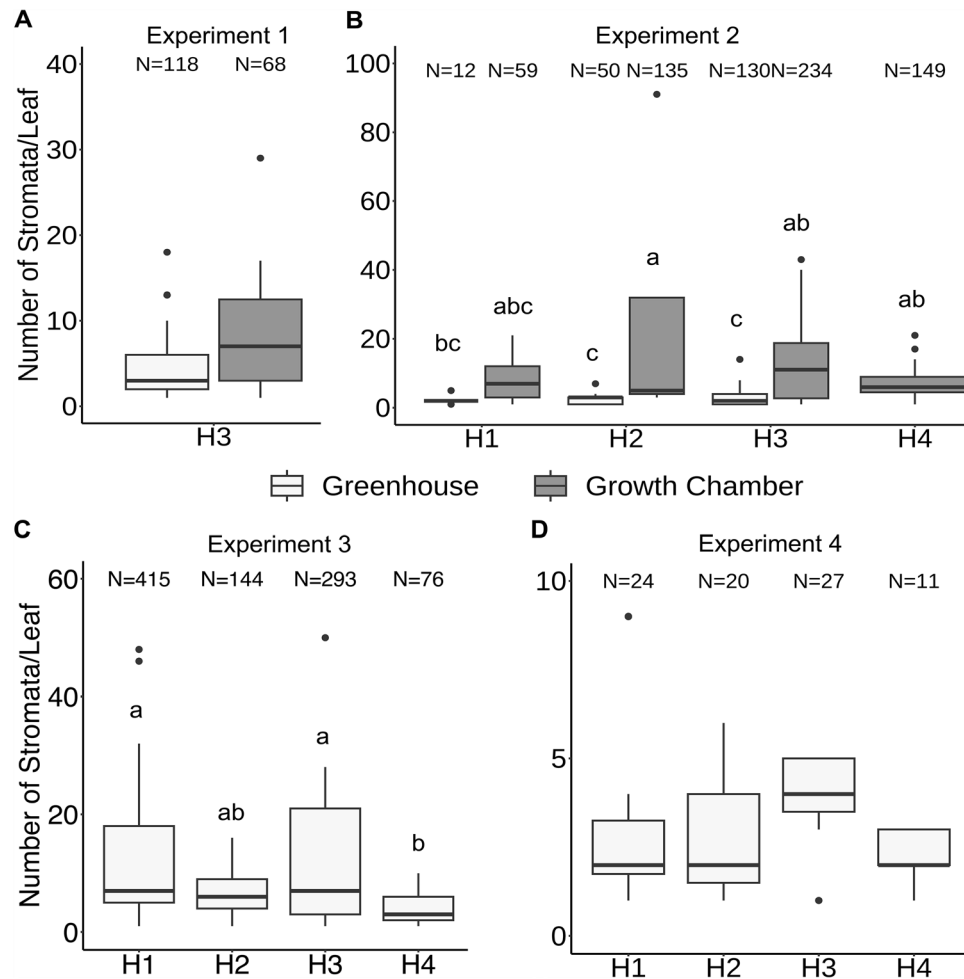 A
Experiment 1
N=118 N=68
40
30
20
10
0
Number of Stromata/Leaf
H3
B
Experiment 2
N=12 N=59 N=50 N=135 N=130 N=234 N=149
100
80
60
40
20
0
bc abc c a c ab ab
H1 H2 H3 H4
Greenhouse Growth Chamber
C
Experiment 3
N=415 N=144 N=293 N=76
60
40
20
0
Number of Stromata/Leaf
a ab a b
H1 H2 H3 H4
D
Experiment 4
N=24 N=20 N=27 N=11
10
5
0
H1 H2 H3 H4